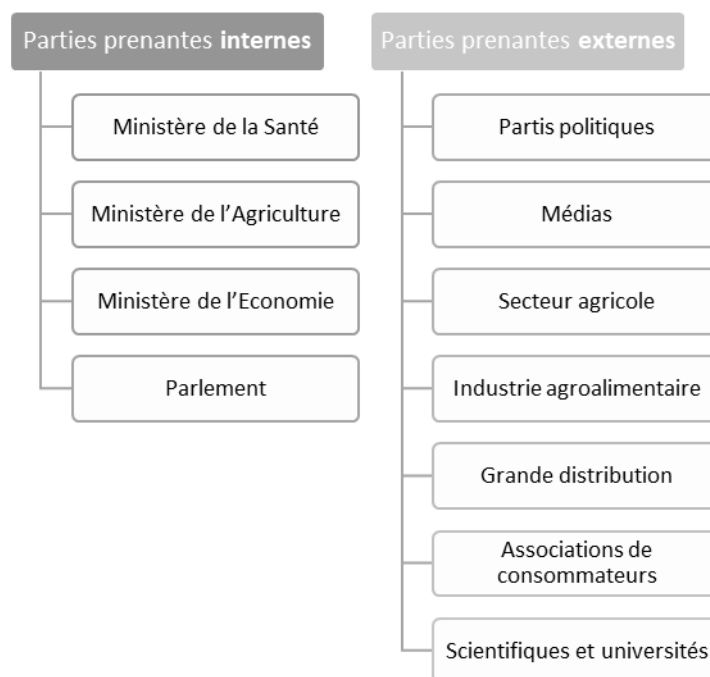 Parties prenantes internes
Ministère de la Santé
Ministère de l'Agriculture
Ministère de l'Economie
Parlement
Parties prenantes externes
Partis politiques
Médias
Secteur agricole
Industrie agroalimentaire
Grande distribution
Associations de
consommateurs
Scientifiques et universités